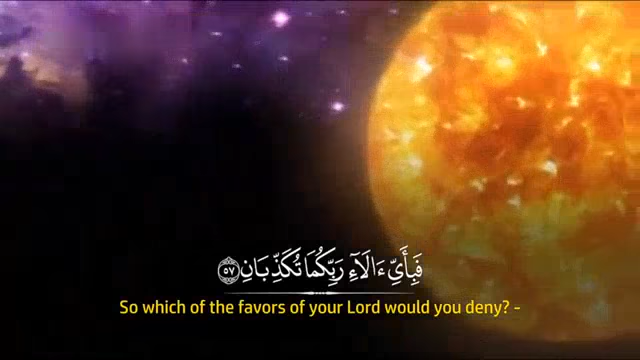 فَبِأَيِّ ءَالَآءِ رَبِّكُمَا تُكَذِّبَانِ ٥٧
So which of the favors of your Lord would you deny? -